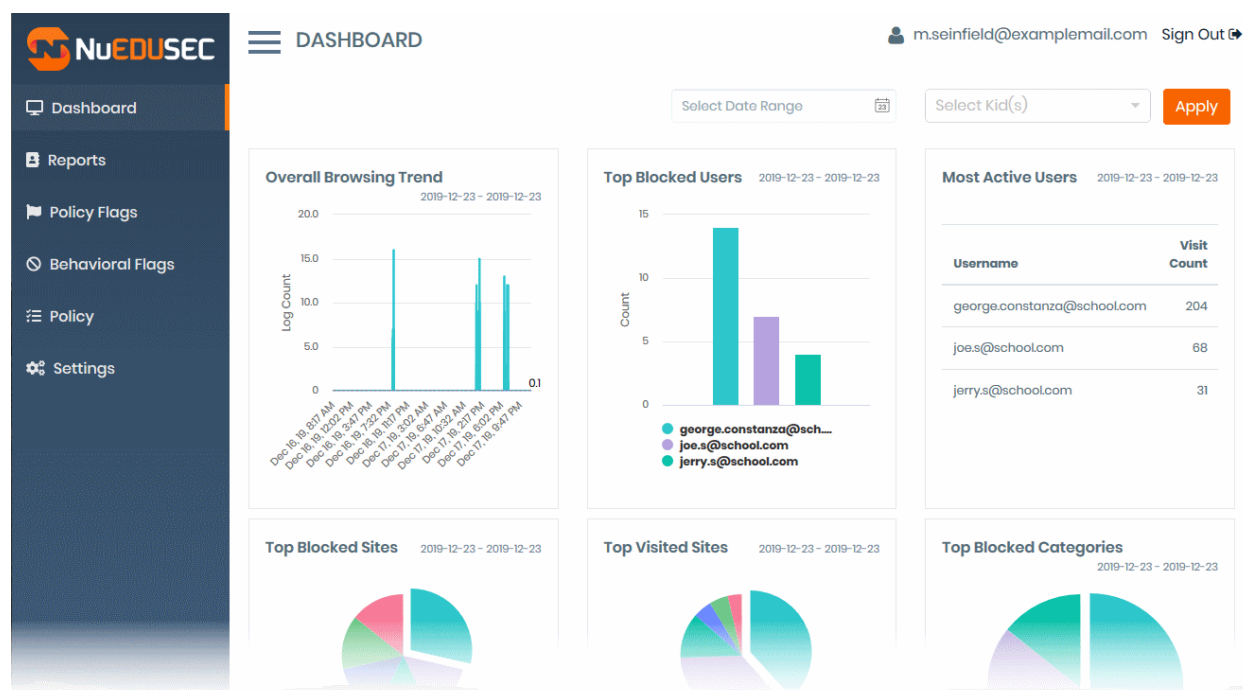 NuEDUSEC
DASHBOARD
m.seinfield@examplemail.com Sign Out
Dashboard
Reports
Policy Flags
Behavioral Flags
Policy
Settings
Select Date Range
23
Select Kid(s)
Apply
Overall Browsing Trend
2019-12-23 - 2019-12-23
20.0
15.0
10.0
5.0
0
Log Count
0.1
Dec 16, 19, 8:17 AM
Dec 16, 19, 12:02 PM
Dec 16, 19, 3:47 PM
Dec 16, 19, 7:32 PM
Dec 16, 19, 11:17 PM
Dec 17, 19, 3:02 AM
Dec 17, 19, 6:47 AM
Dec 17, 19, 10:32 AM
Dec 17, 19, 2:17 PM
Dec 17, 19, 6:02 PM
Dec 17, 19, 9:47 PM
Top Blocked Users 2019-12-23 - 2019-12-23
15
10
5
0
Count
george.constanza@sch....
joe.s@school.com
jerry.s@school.com
Most Active Users 2019-12-23 - 2019-12-23
Username Visit Count
george.constanza@school.com 204
joe.s@school.com 68
jerry.s@school.com 31
Top Blocked Sites 2019-12-23 - 2019-12-23
Top Visited Sites 2019-12-23 - 2019-12-23
Top Blocked Categories
2019-12-23 - 2019-12-23